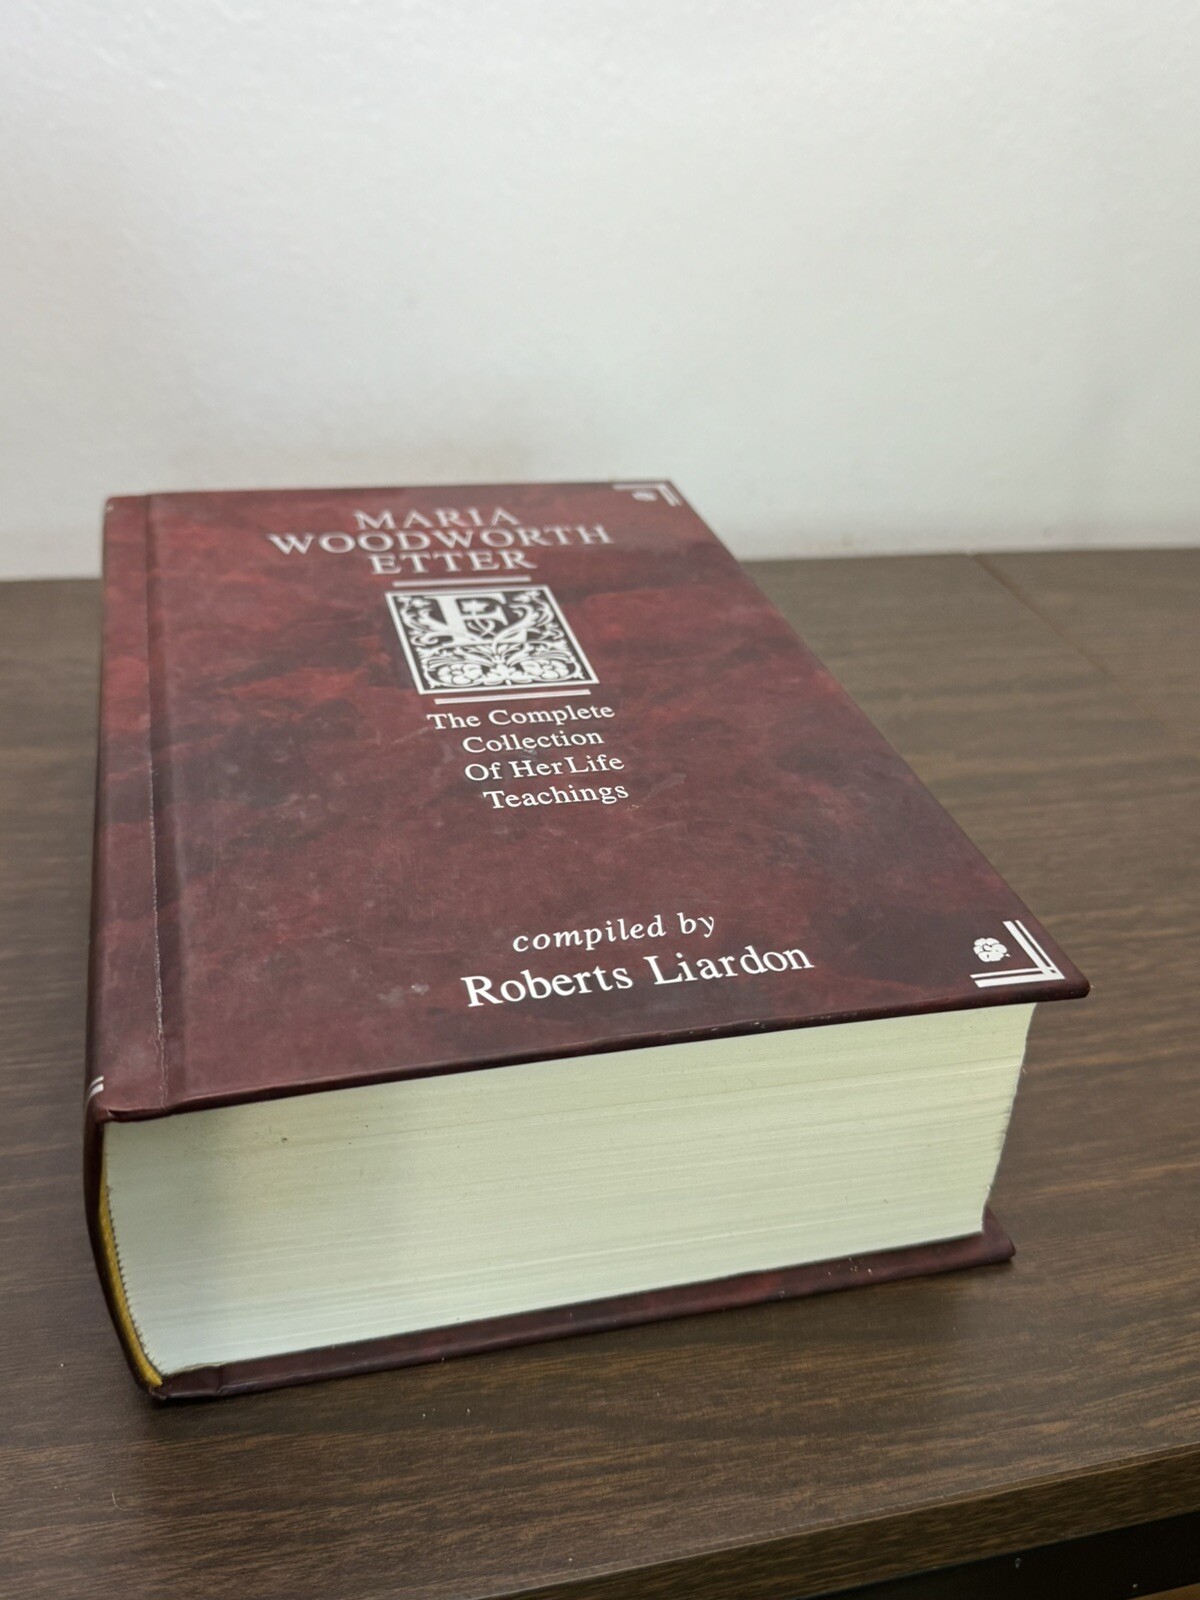 MARIA
WOODWORTH
ETTER
E
The Complete
Collection
Of Her Life
Teachings
compiled by
Roberts Liardon